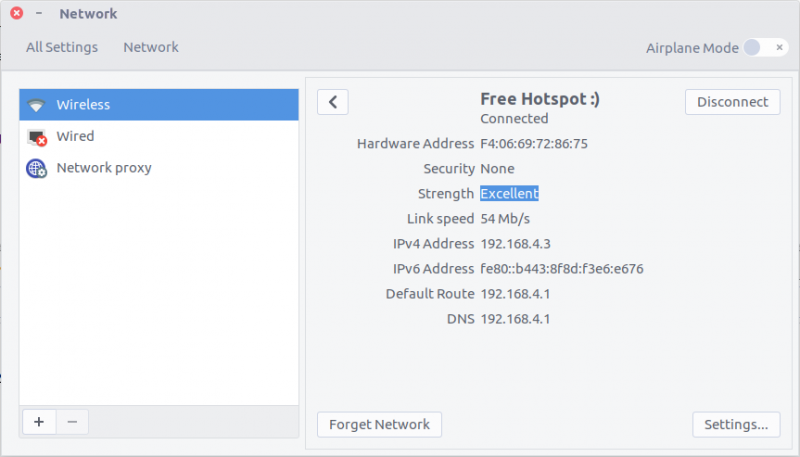 Network
All Settings Network Airplane Mode
Wireless
Wired
Network proxy
Free Hotspot :)
Connected
Disconnect
Hardware Address F4:06:69:72:86:75
Security None
Strength Excellent
Link speed 54 Mb/s
IPv4 Address 192.168.4.3
IPv6 Address fe80::b443:8f8d:f3e6:e676
Default Route 192.168.4.1
DNS 192.168.4.1
Forget Network Settings...